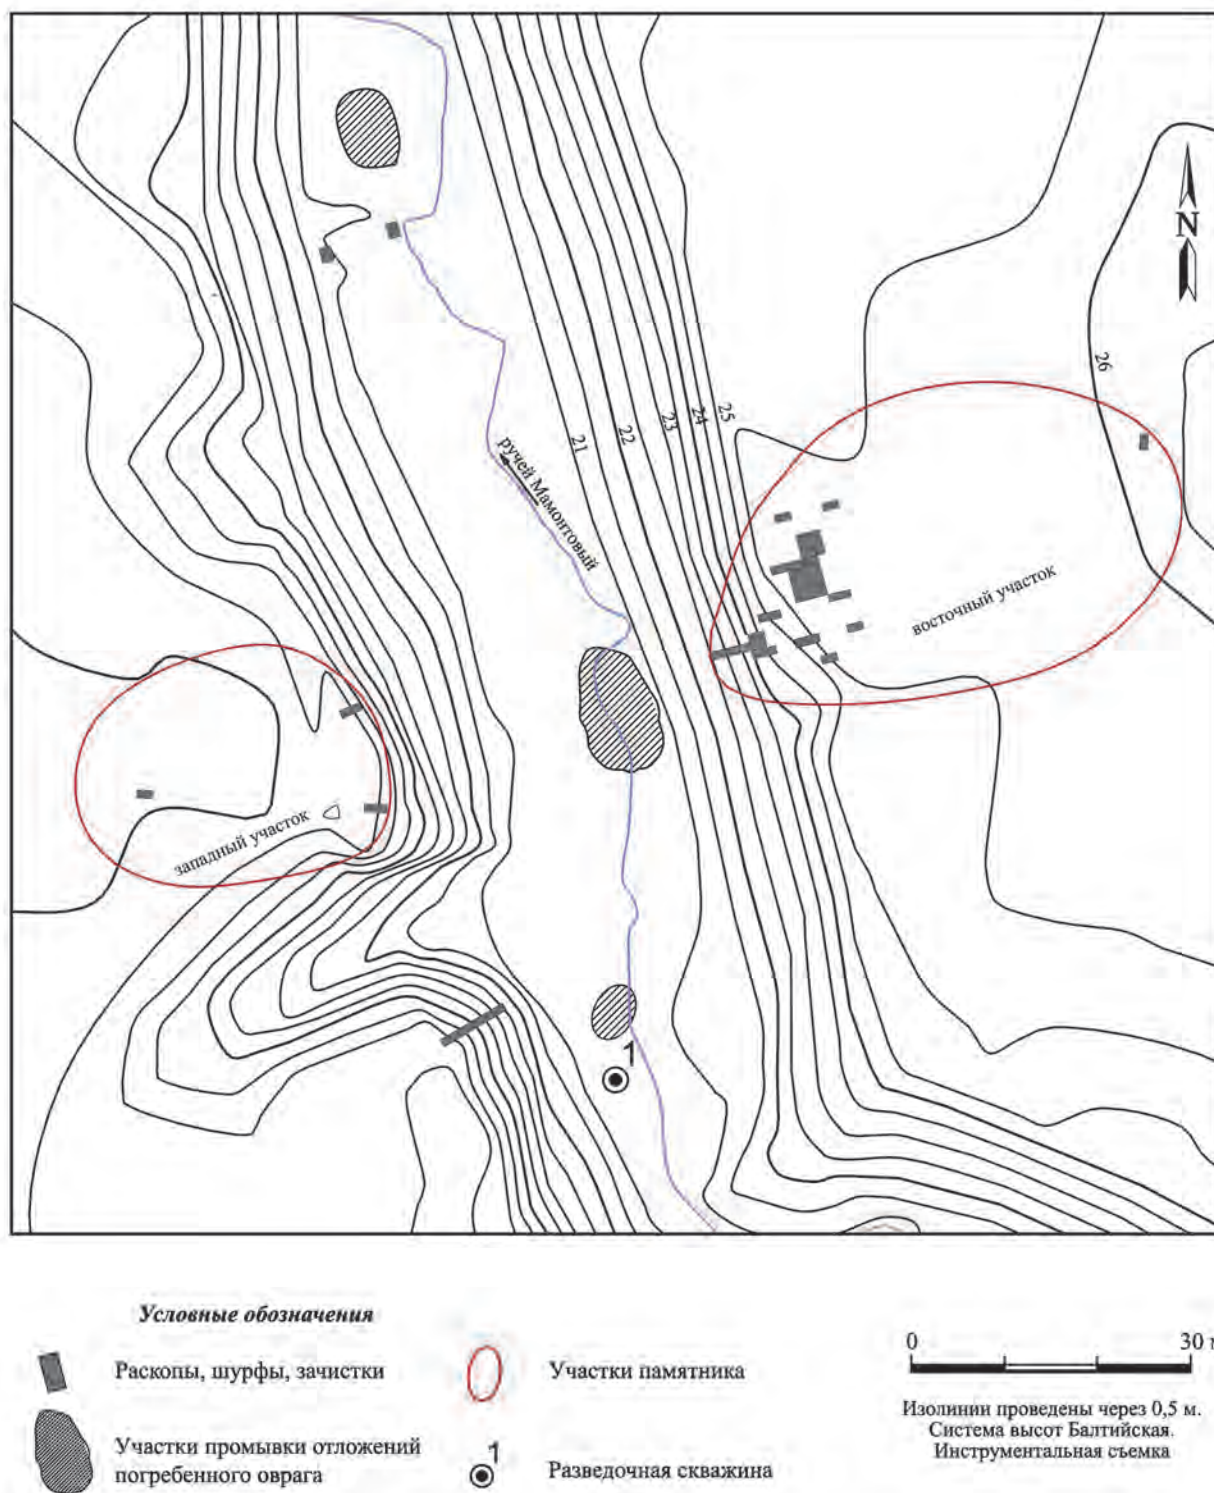 N
26
21
22
23
24
25
ручей Мамонтовый
восточный участок
западный участок
1
Условные обозначения
Раскопы, шурфы, зачистки
Участки памятника
Участки промывки отложений
погребенного оврага
1
Разведочная скважина
0 30
Изолинии проведены через 0,5 м.
Система высот Балтийская.
Инструментальная съемка